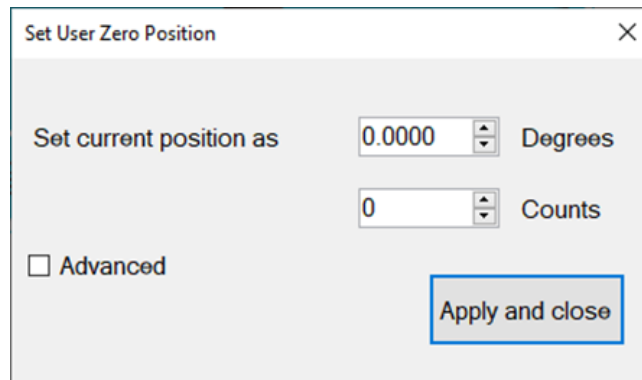 Set User Zero Position
Set current position as 0.0000 Degrees
0 Counts
Advanced
Apply and close